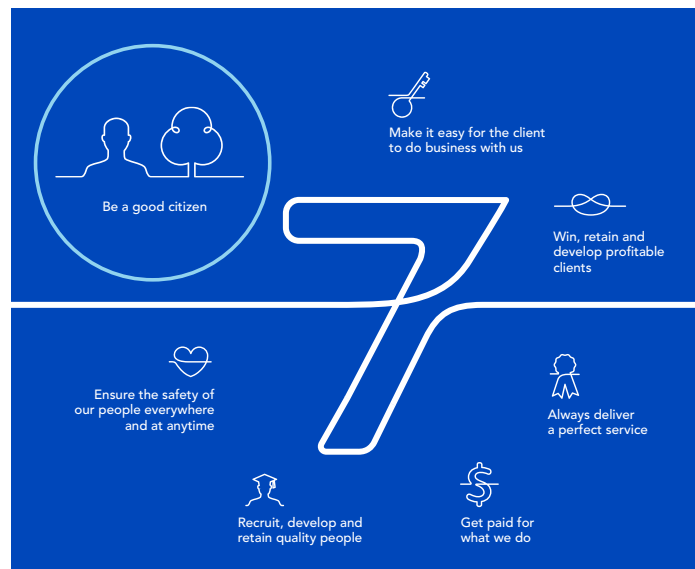 Make it easy for the client
to do business with us
Be a good citizen
Win, retain and
develop profitable
clients
7
Ensure the safety of
our people everywhere
and at anytime
Always deliver
a perfect service
Recruit, develop and
retain quality people
Get paid for
what we do